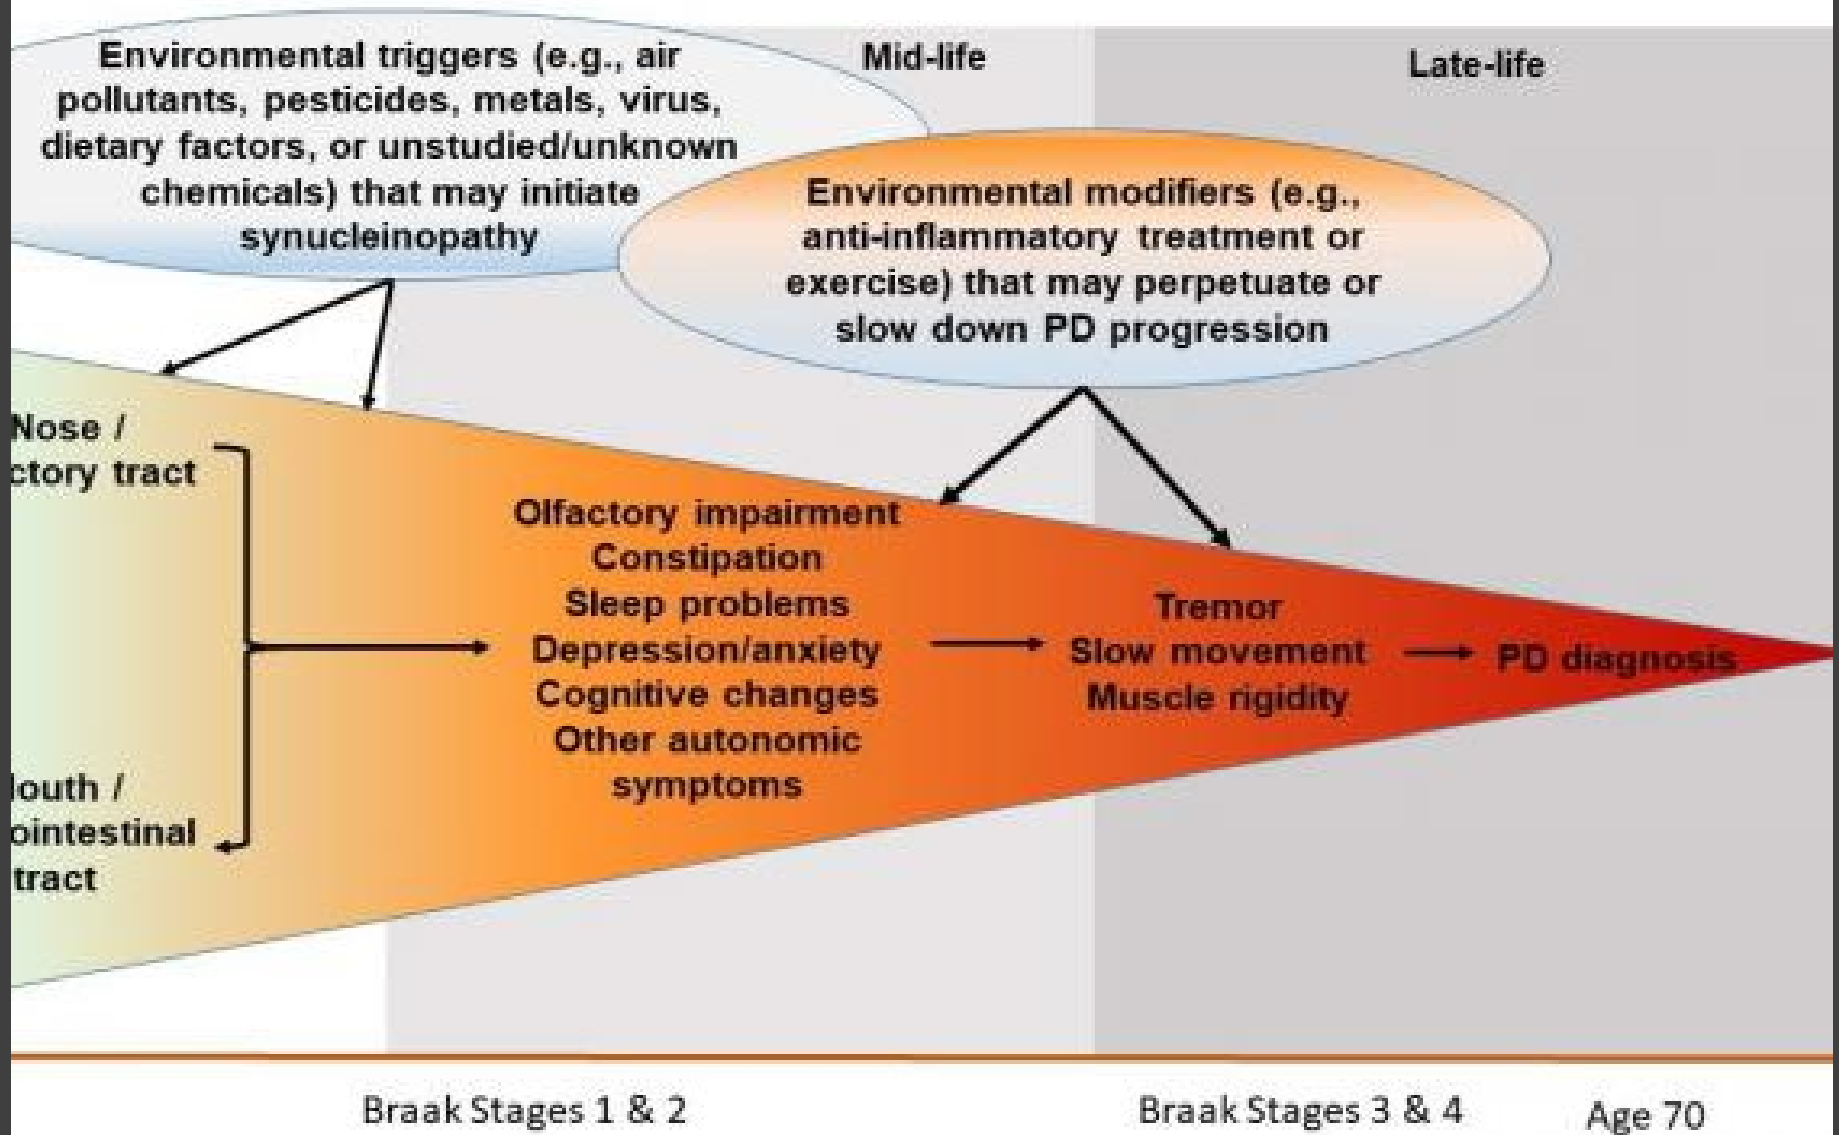 Environmental triggers (e.g., air
pollutants, pesticides, metals, virus,
dietary factors, or unstudied/unknown
chemicals) that may initiate
synucleinopathy
Mid-life
Late-life
Environmental modifiers (e.g.,
anti-inflammatory treatment or
exercise) that may perpetuate or
slow down PD progression
Nose /
ctory tract
outh /
ointestinal
tract
Olfactory impairment
Constipation
Sleep problems
Depression/anxiety
Cognitive changes
Other autonomic
symptoms
Tremor
Slow movement
Muscle rigidity
PD diagnosis
Braak Stages 1 & 2
Braak Stages 3 & 4
Age 70